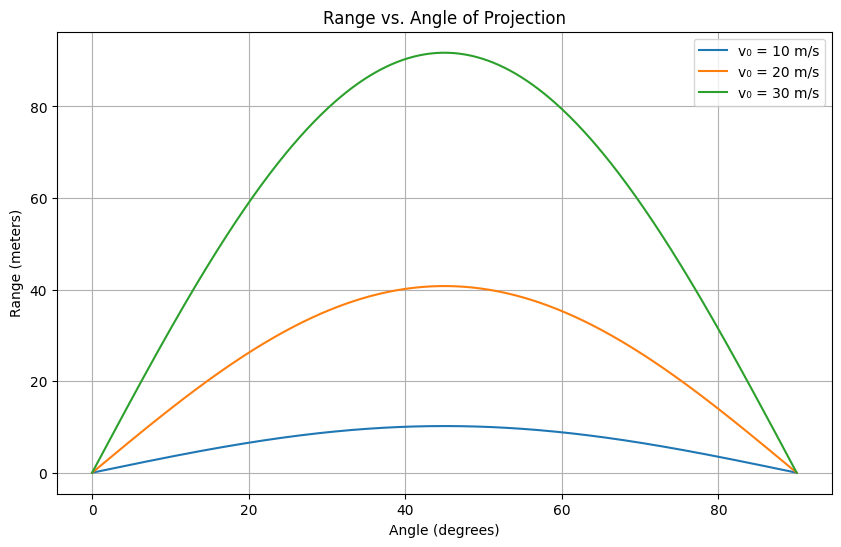 Range vs. Angle of Projection
v₀ = 10 m/s
v₀ = 20 m/s
v₀ = 30 m/s
Range (meters)
80
60
40
20
0
0 20 40 60 80
Angle (degrees)